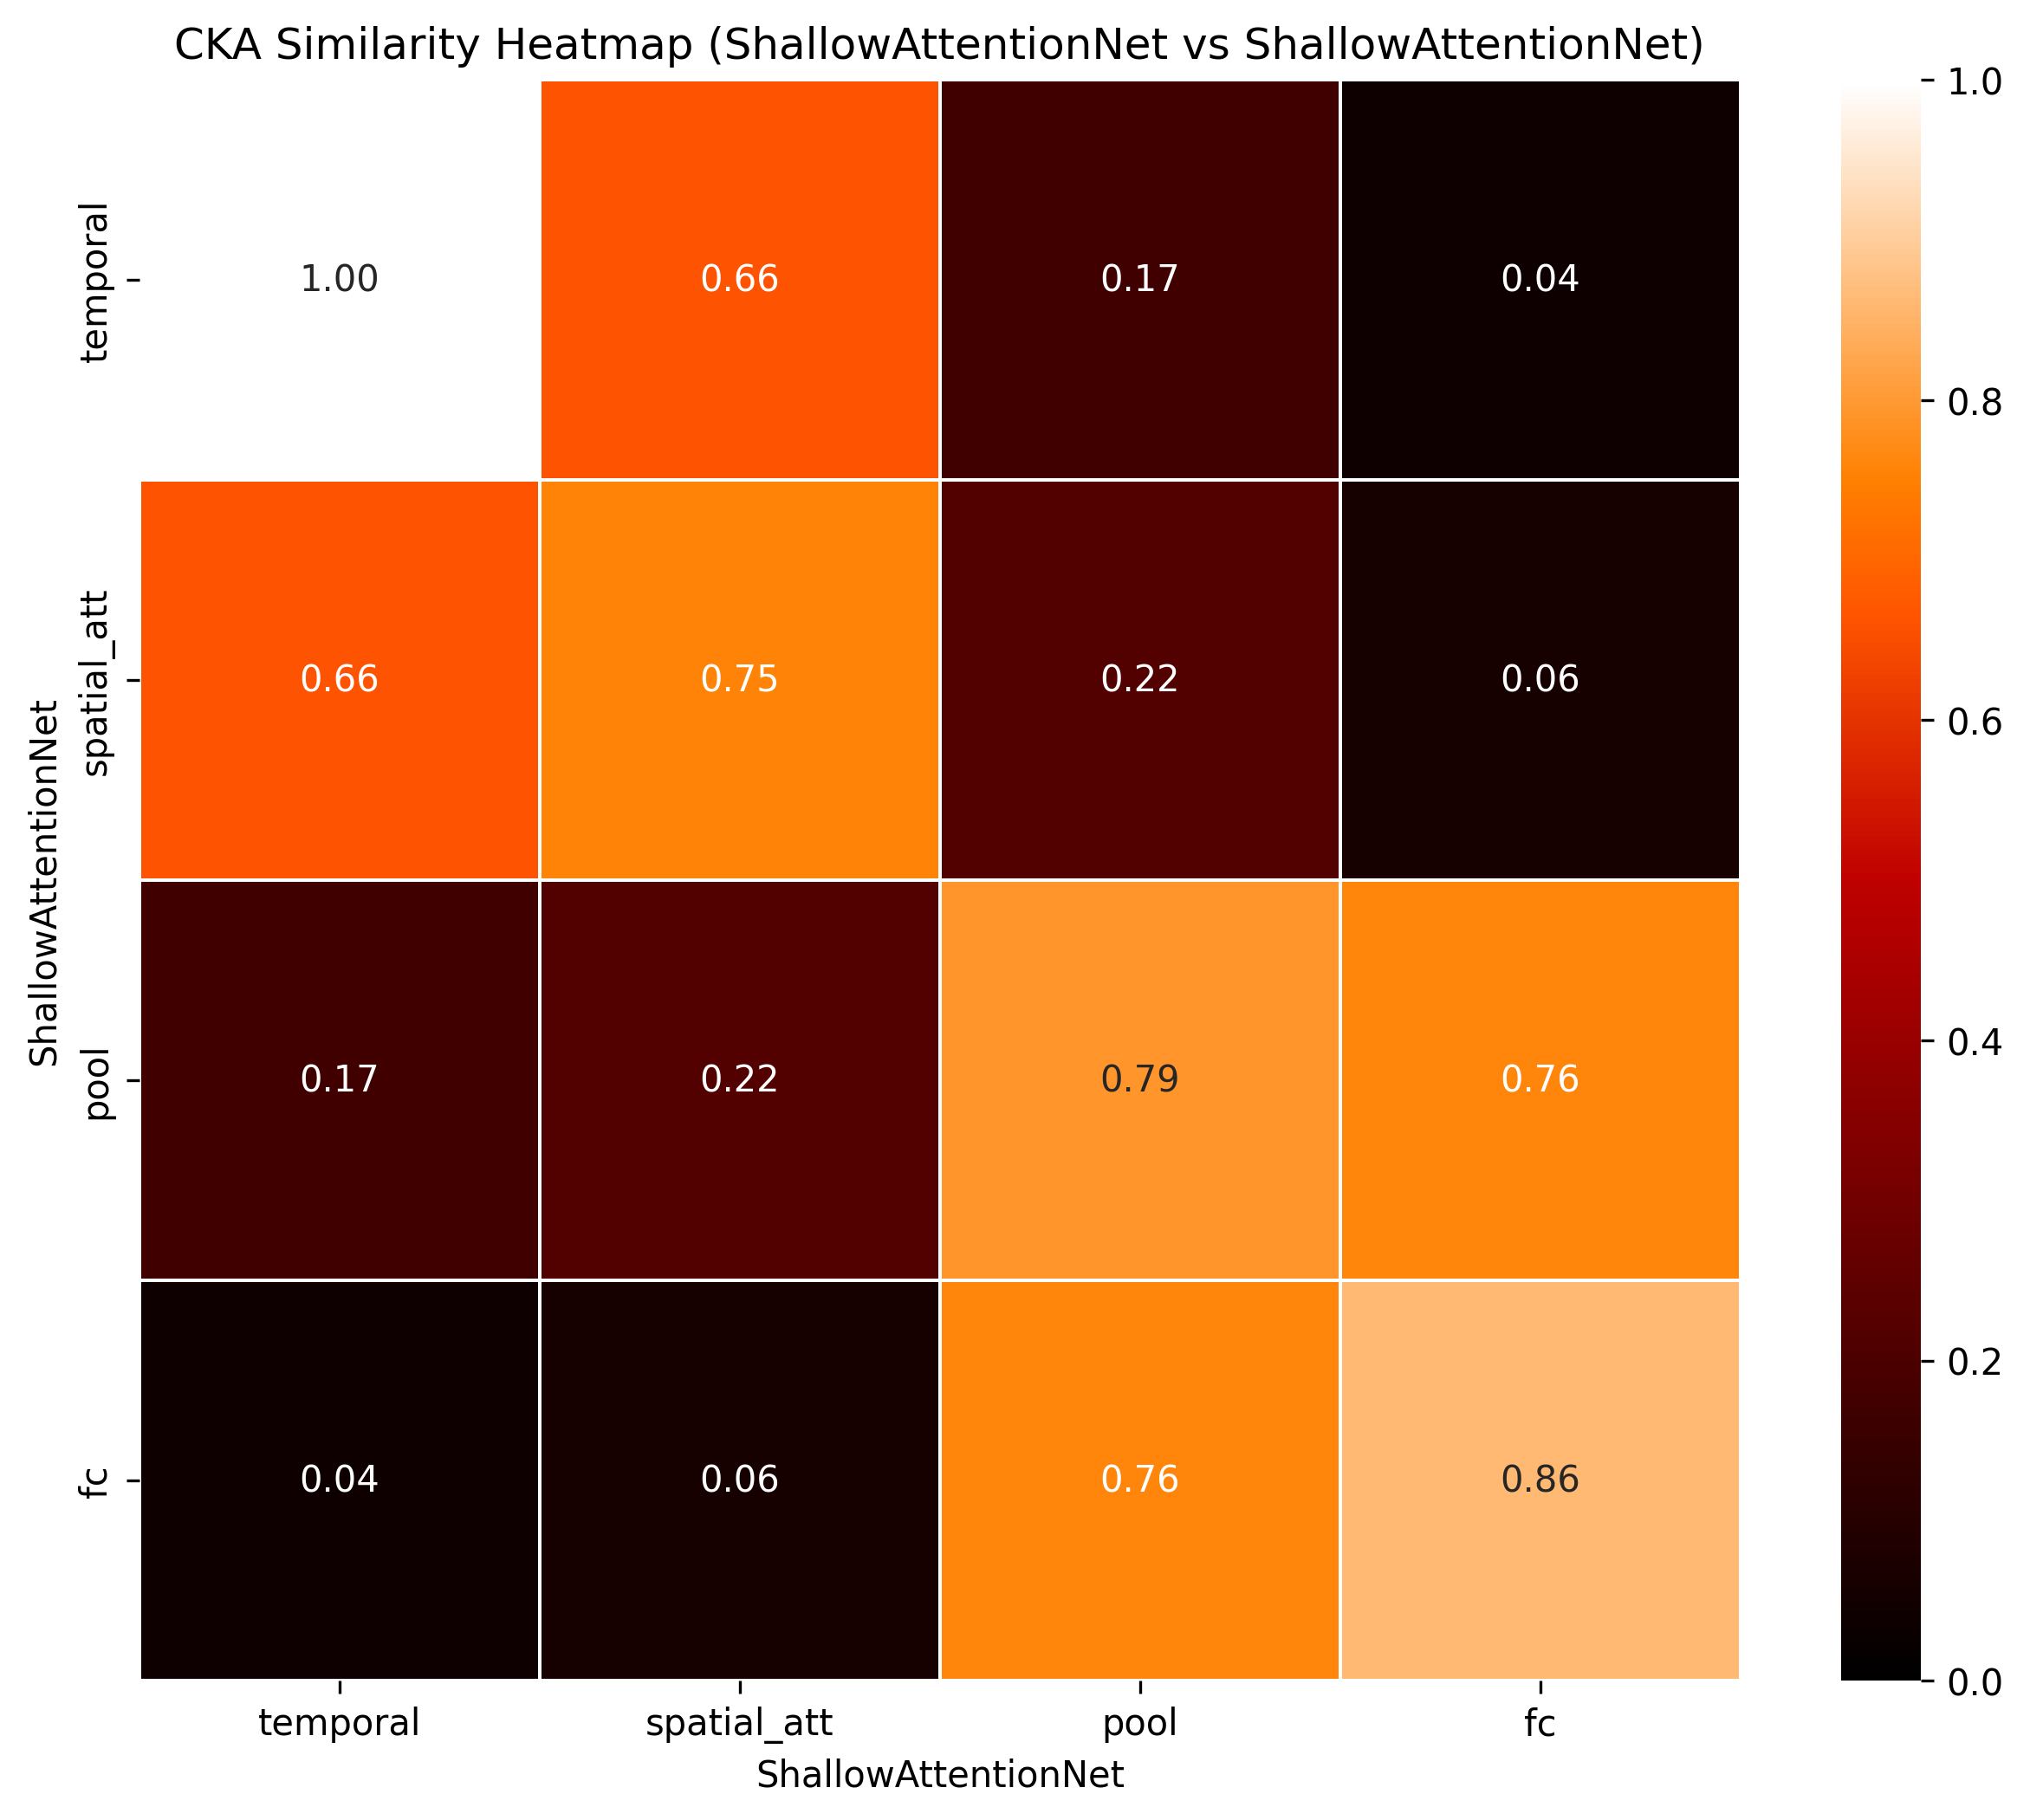 CKA Similarity Heatmap (ShallowAttentionNet vs ShallowAttentionNet)
ShallowAttentionNet
temporal
1.00 0.66 0.17 0.04
spatial_att
0.66 0.75 0.22 0.06
pool
0.17 0.22 0.79 0.76
fc
0.04 0.06 0.76 0.86
temporal spatial_att pool fc
ShallowAttentionNet
1.0
0.8
0.6
0.4
0.2
0.0